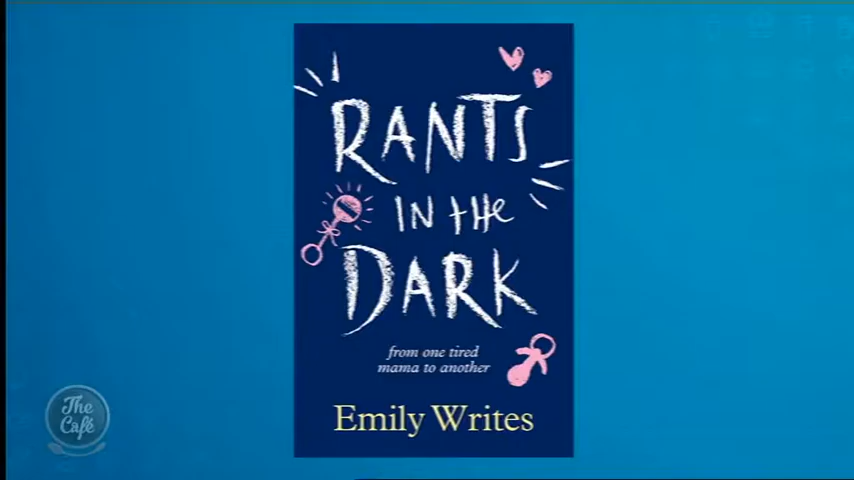 RANTS
IN THE
DARK
from one tired
mama to another
Emily Writes
The
Café